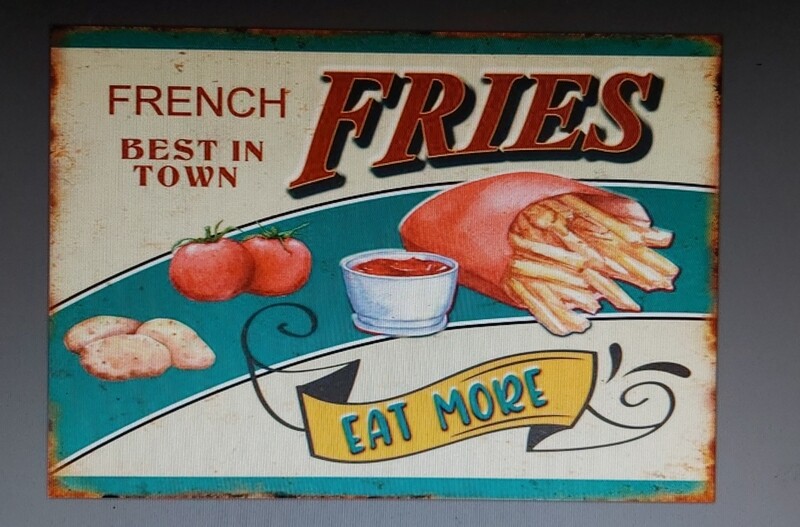 FRENCH FRIES
BEST IN
TOWN
EAT MORE